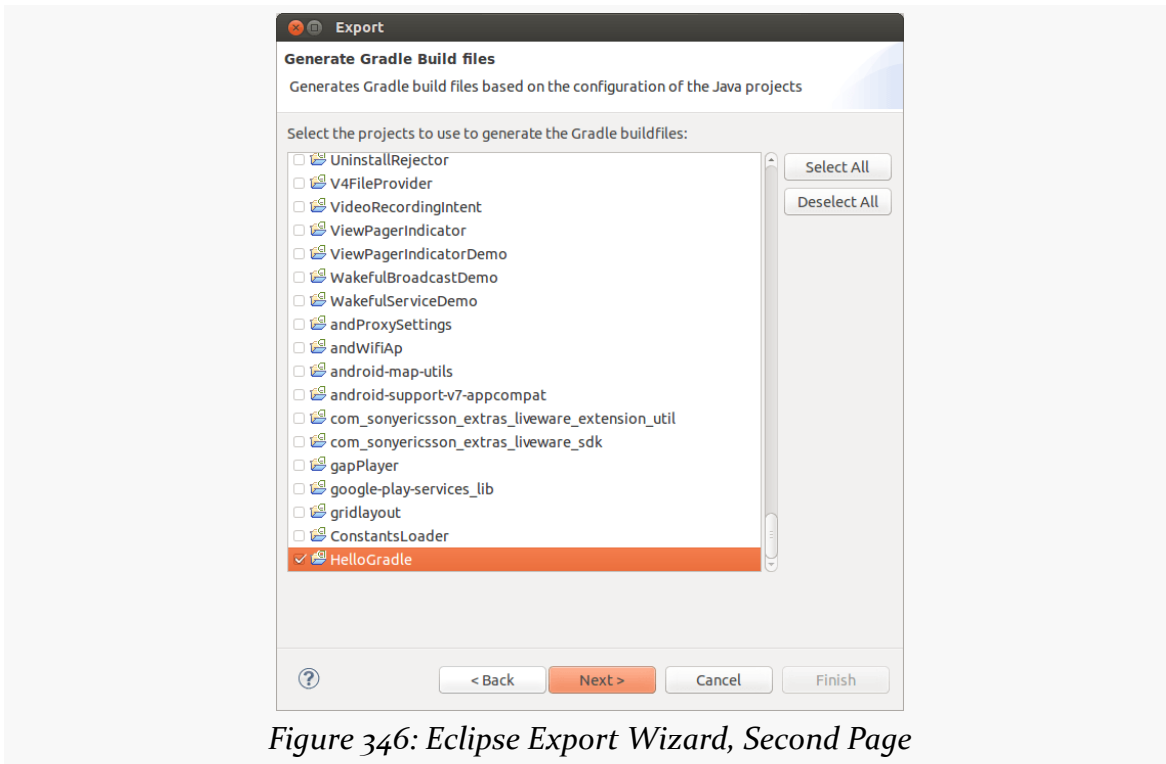 Export
Generate Gradle Build files
Generates Gradle build files based on the configuration of the Java projects
Select the projects to use to generate the Gradle buildfiles:
UninstallRejector
V4FileProvider
VideoRecordingIntent
ViewPagerIndicator
ViewPagerIndicatorDemo
WakefulBroadcastDemo
WakefulServiceDemo
andProxySettings
andWifiAp
android-map-utils
android-support-v7-appcompat
com_sonyericsson_extras_liveware_extension_util
com_sonyericsson_extras_liveware_sdk
gapPlayer
google-play-services_lib
gridlayout
ConstantsLoader
HelloGradle
Select All
Deselect All
?
< Back
Next >
Cancel
Finish
Figure 346: Eclipse Export Wizard, Second Page